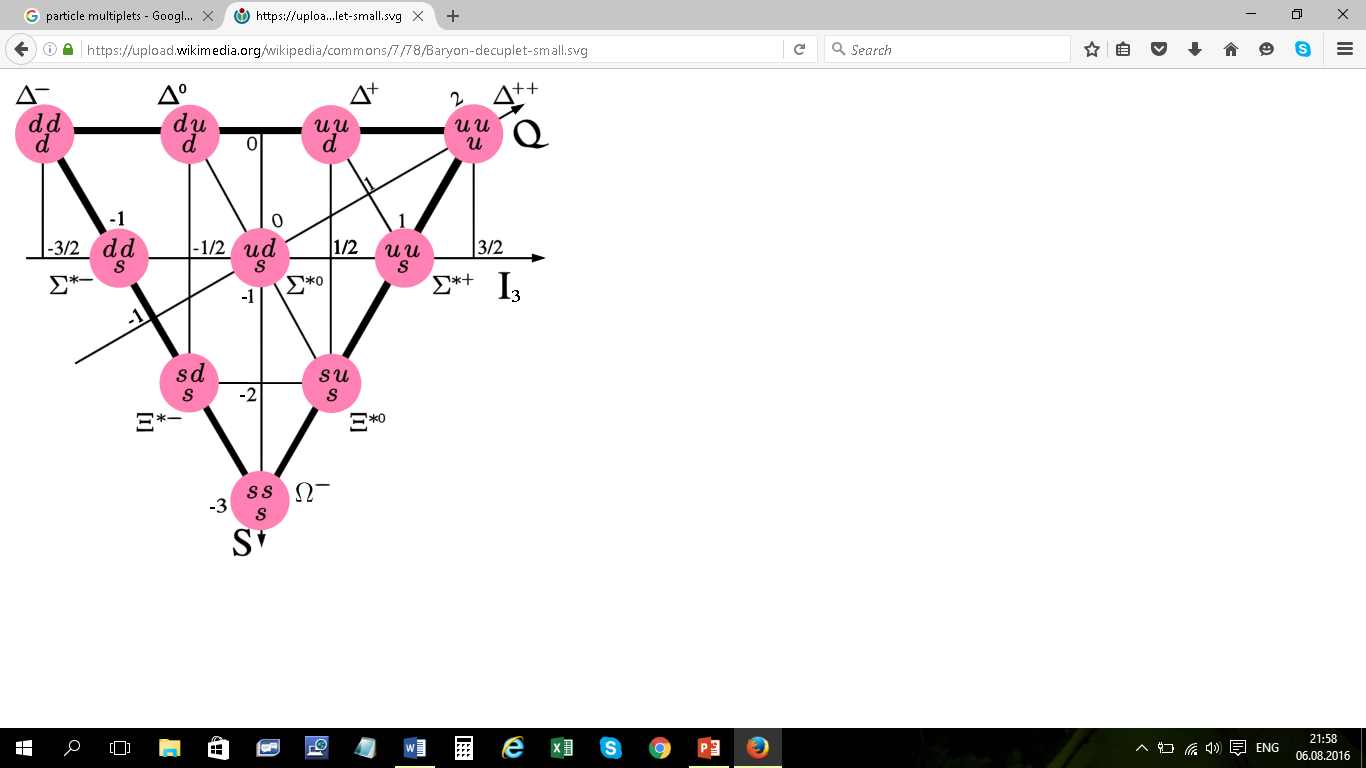 particle multiplets - Googl...
https://uploa...let-small.svg
https://upload.wikimedia.org/wikipedia/commons/7/78/Baryon-decuplet-small.svg
Search
Δ⁻ Δ⁰ Δ⁺ 2 Δ⁺⁺
dd du uu uu Q
d d d u
0
1
-1 0 1
-3/2 dd -1/2 ud 1/2 uu 3/2
s s s
Σ*⁻ -1 Σ*⁰ Σ*⁺ I₃
-1
sd su
s -2 s
Ξ*⁻ Ξ*⁰
ss Ω⁻
-3 s
S
21:58
ENG
06.08.2016